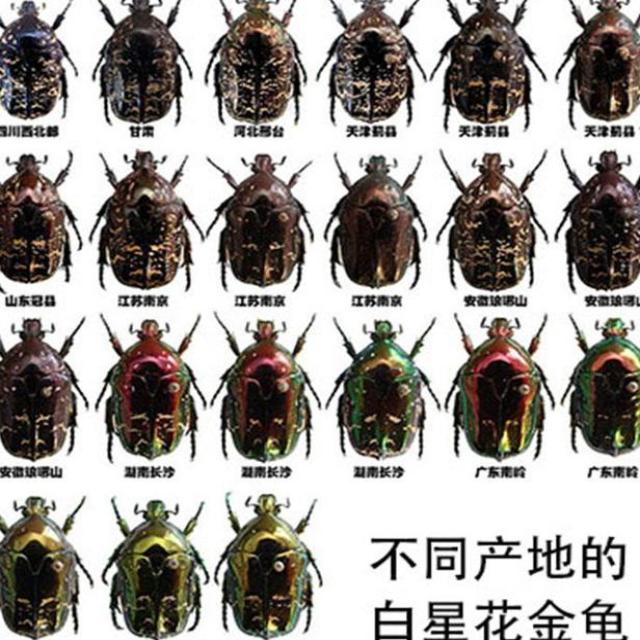 四川西北部 甘肃 河北邢台 天津蓟县 天津蓟县 天津蓟县
山东冠县 江苏南京 江苏南京 江苏南京 安徽琅琊山 安徽琅琊山
安徽琅琊山 湖南长沙 湖南长沙 湖南长沙 广东南岭 广东南岭
不同产地的
白星花金龟